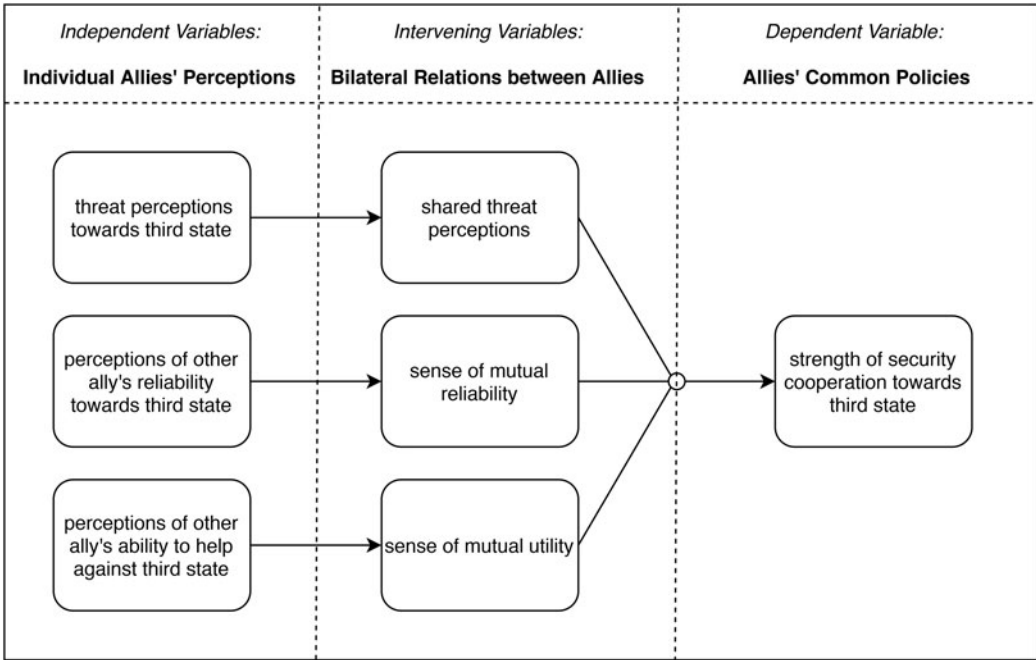 Independent Variables:
Individual Allies' Perceptions
Intervening Variables:
Bilateral Relations between Allies
Dependent Variable:
Allies' Common Policies
threat perceptions
towards third state
shared threat
perceptions
perceptions of other
ally's reliability
towards third state
sense of mutual
reliability
strength of security
cooperation towards
third state
perceptions of other
ally's ability to help
against third state
sense of mutual utility